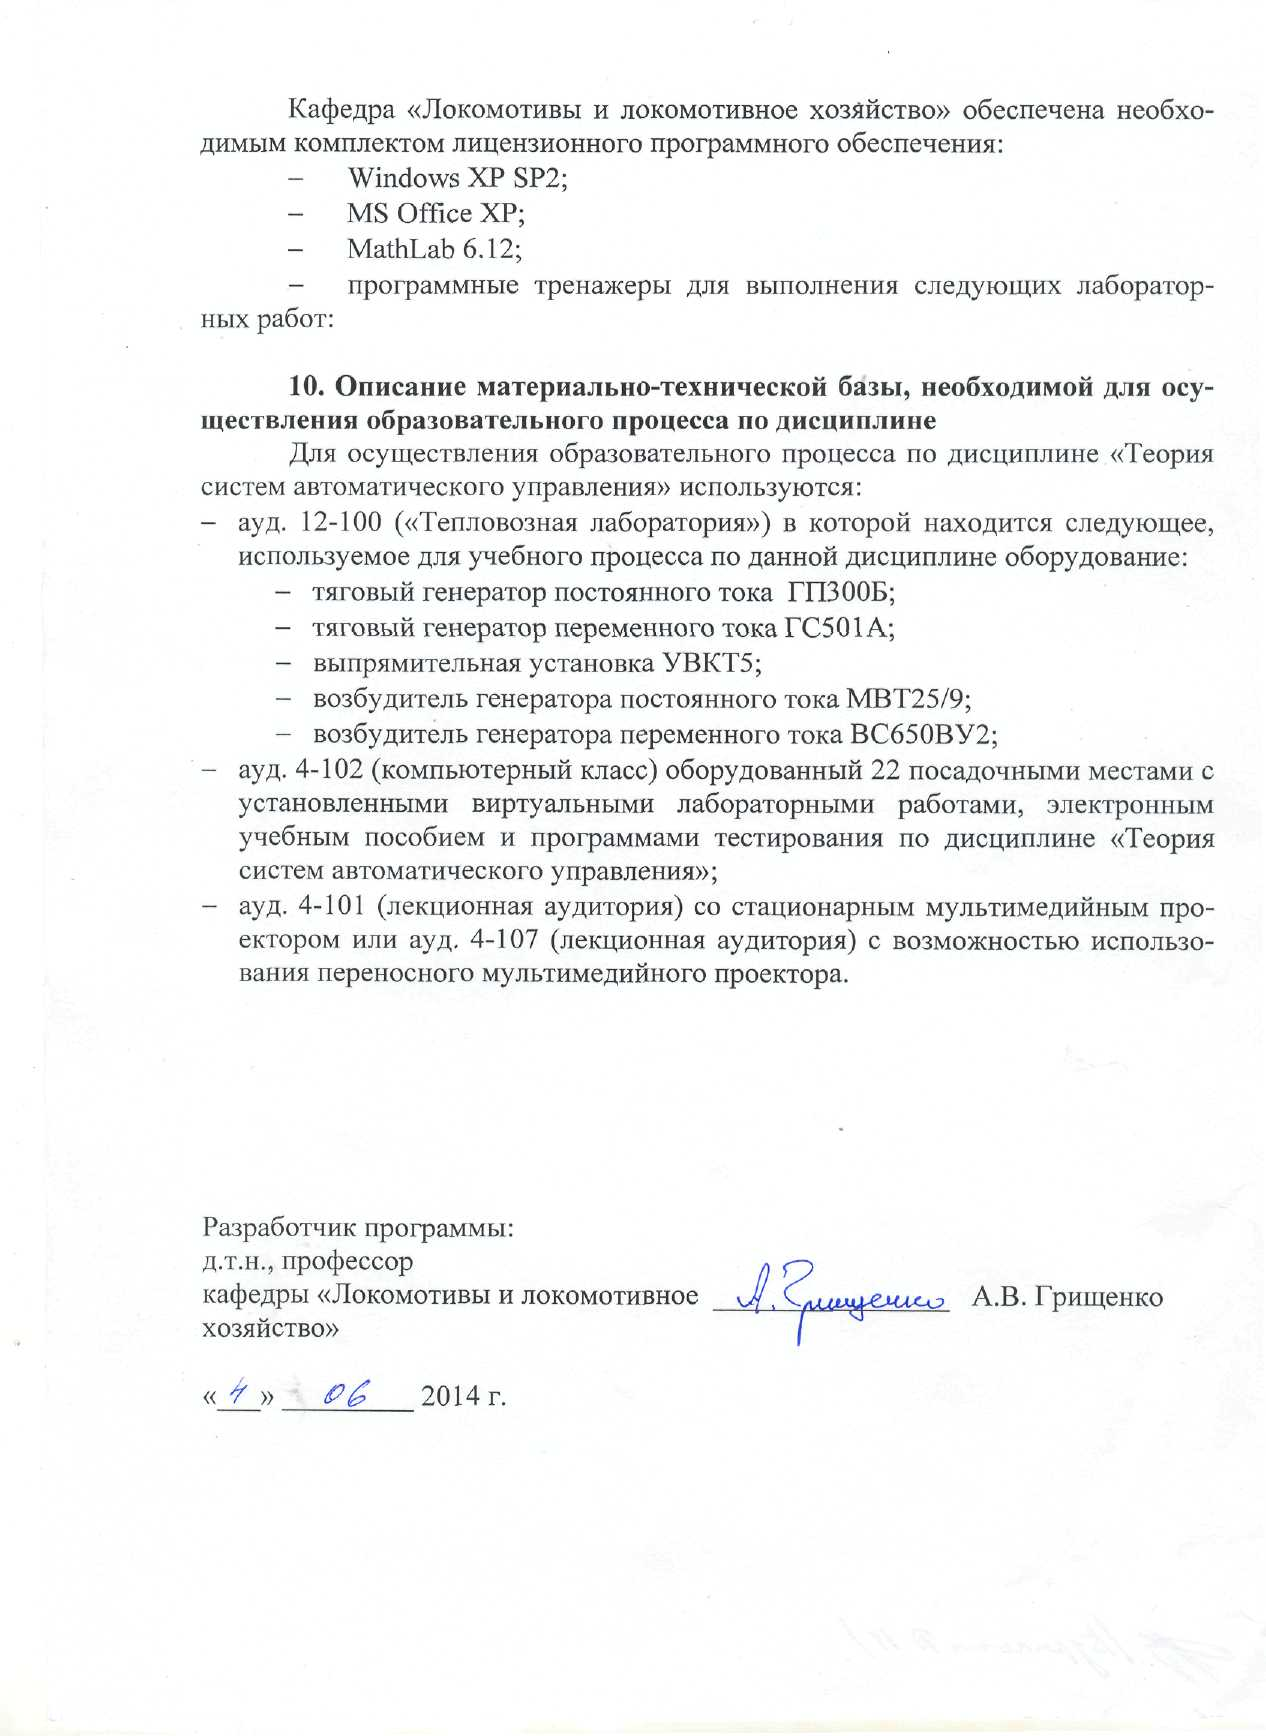 Кафедра «Локомотивы и локомотивное хозяйство» обеспечена необхо-
димым комплектом лицензионного программного обеспечения:
– Windows XP SP2;
– MS Office XP;
– MathLab 6.12;
– программные тренажеры для выполнения следующих лаборатор-
ных работ:
10. Описание материально-технической базы, необходимой для осу-
ществления образовательного процесса по дисциплине
Для осуществления образовательного процесса по дисциплине «Теория
систем автоматического управления» используются:
– ауд. 12-100 («Тепловозная лаборатория») в которой находится следующее,
используемое для учебного процесса по данной дисциплине оборудование:
– тяговый генератор постоянного тока ГП300Б;
– тяговый генератор переменного тока ГС501А;
– выпрямительная установка УВКТ5;
– возбудитель генератора постоянного тока МВТ25/9;
– возбудитель генератора переменного тока ВС650ВУ2;
– ауд. 4-102 (компьютерный класс) оборудованный 22 посадочными местами с
установленными виртуальными лабораторными работами, электронным
учебным пособием и программами тестирования по дисциплине «Теория
систем автоматического управления»;
– ауд. 4-101 (лекционная аудитория) со стационарным мультимедийным про-
ектором или ауд. 4-107 (лекционная аудитория) с возможностью использо-
вания переносного мультимедийного проектора.
Разработчик программы:
д.т.н., профессор
кафедры «Локомотивы и локомотивное А. Грищенко А.В. Грищенко
хозяйство»
«4» 06 2014 г.